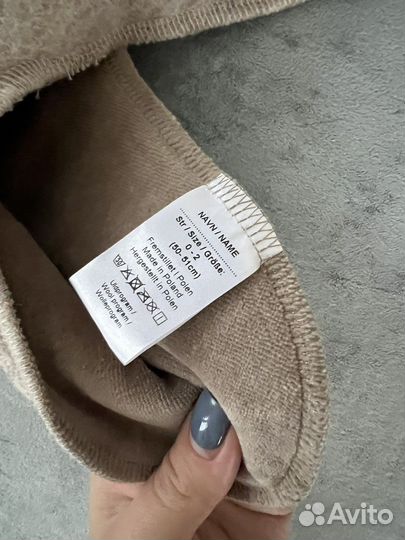 NAVN / NAME
Str / Size / Größe.
0 - 2
(50- 51cm)
Fremstillet i Polen
Made in Poland
Hergestellt in Polen
Uldprogram/
Wool program/
Wolleprogram
Avito